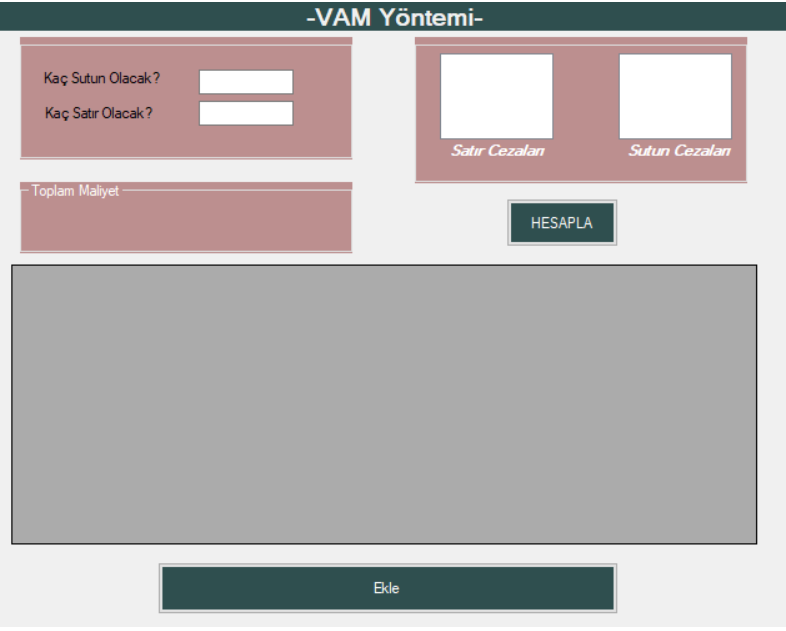 -VAM Yöntemi-
Kaç Sutun Olacak?
Kaç Satır Olacak?
Satır Cezaları
Sutun Cezaları
Toplam Maliyet
HESAPLA
Ekle